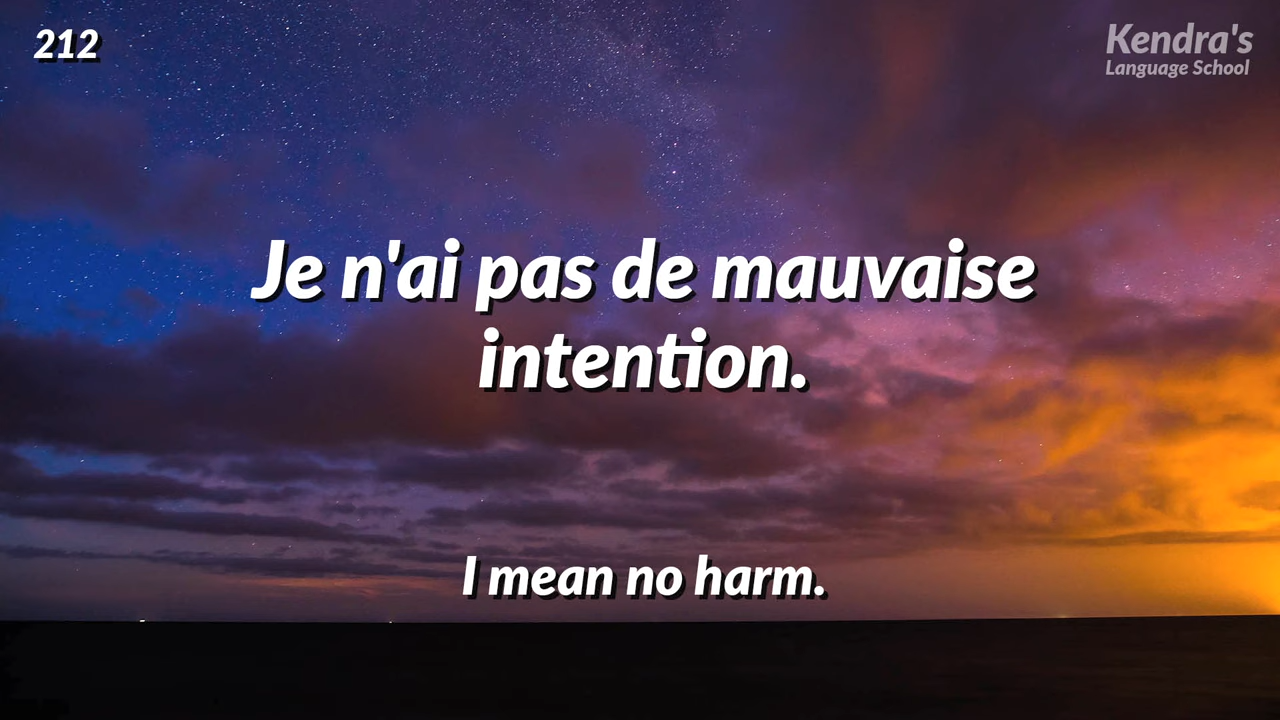 212
Kendra's
Language School
Je n'ai pas de mauvaise
intention.
I mean no harm.